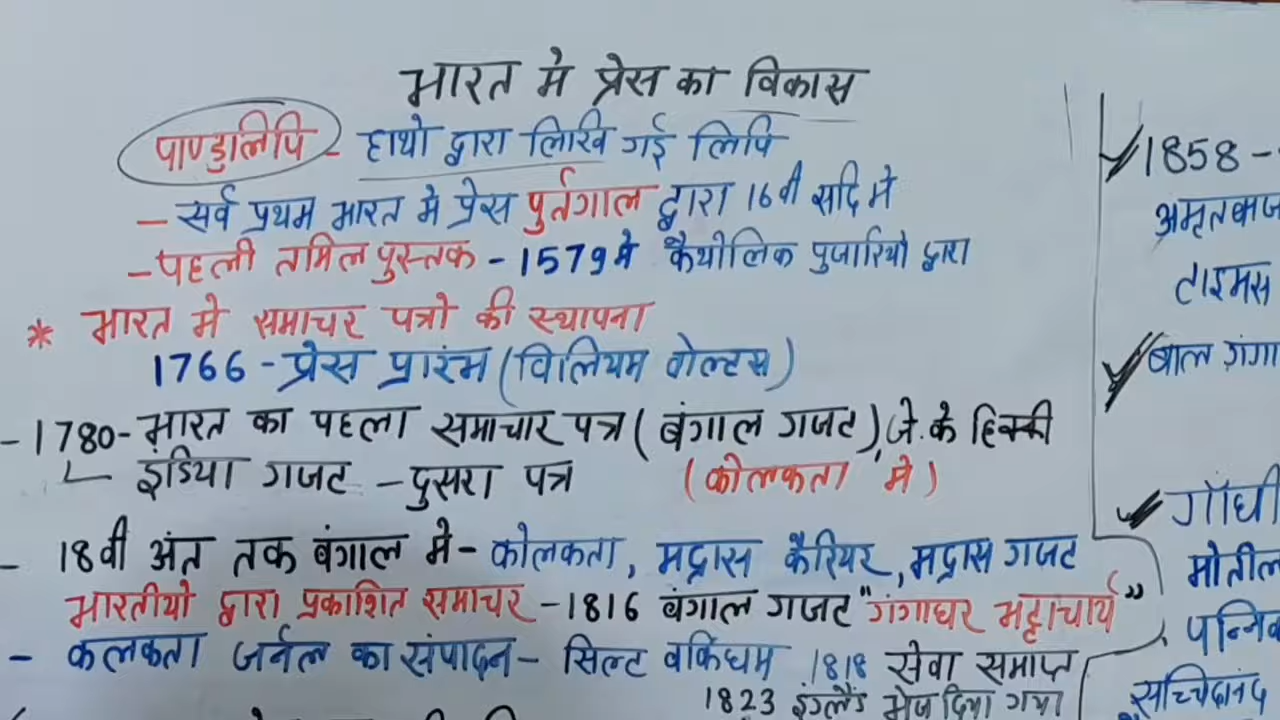 भारत मे प्रेस का विकास
पाण्डुलिपि - हाथो द्वारा लिखि गई लिपि
- सर्व प्रथम भारत मे प्रेस पुर्तगाल द्वारा 16वी सदि मे
- पहली तमिल पुस्तक - 1579 मे कैथोलिक पुजारियो द्वारा
* भारत मे समाचर पत्रो की स्थापना
1766 - प्रेस प्रारंभ (विलियम वोल्टस)
- 1780 - भारत का पहला समाचार पत्र (बंगाल गजट), जे. के हिक्की
इंडिया गजट - दुसरा पत्र (कोलकता मे)
- 18वी अंत तक बंगाल मे - कोलकता, मद्रास कैरियर, मद्रास गजट
भारतीयो द्वारा प्रकाशित समाचर - 1816 बंगाल गजट "गंगाधर भट्टाचार्य"
- कलकता जर्नल का संपादन - सिल्ट बकिंघम 1818 सेवा समाप्त
1823 इंग्लैंड भेज दिया गया
1858 -
टाइमस
बाल गंगा
गाँधी
मोतील
सच्चिदानंद